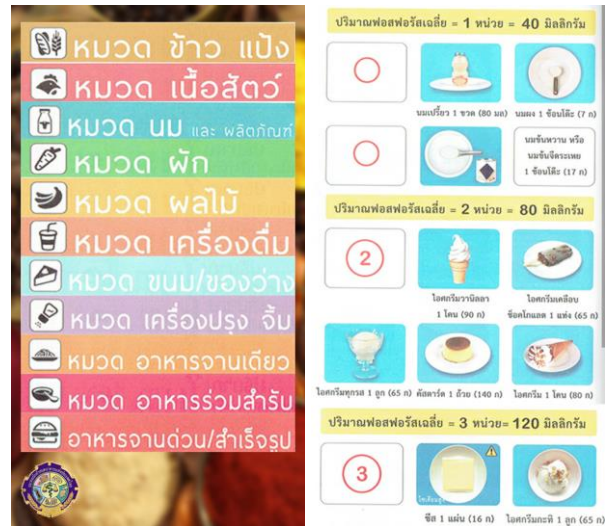 หมวด ข้าว แป้ง
หมวด เนื้อสัตว์
หมวด นม และ ผลิตภัณฑ์
หมวด ผัก
หมวด ผลไม้
หมวด เครื่องดื่ม
หมวด ขนม/ของว่าง
หมวด เครื่องปรุง จิ้ม
หมวด อาหารจานเดียว
หมวด อาหารร่วมสำรับ
อาหารจานด่วน/สำเร็จรูป
ปริมาณฟอสฟอรัสเฉลี่ย = 1 หน่วย = 40 มิลลิกรัม
นมเปรี้ยว 1 ขวด (80 มล)
นมผง 1 ช้อนโต๊ะ (7 ก)
นมข้นหวาน หรือ
นมข้นจืดระเหย
1 ช้อนโต๊ะ (17 ก)
ปริมาณฟอสฟอรัสเฉลี่ย = 2 หน่วย = 80 มิลลิกรัม
2
ไอศกรีมวานิลลา
1 โคน (90 ก)
ไอศกรีมเคลือบ
ช็อคโกแลต 1 แท่ง (65 ก)
ไอศกรีมทุกรส 1 ลูก (65 ก)
คัสตาร์ด 1 ถ้วย (140 ก)
ไอศกรีม 1 โคน (80 ก)
ปริมาณฟอสฟอรัสเฉลี่ย = 3 หน่วย= 120 มิลลิกรัม
3
โซเดียมสูง
ชีส 1 แผ่น (16 ก)
ไอศกรีมกะทิ 1 ลูก (65 ก)